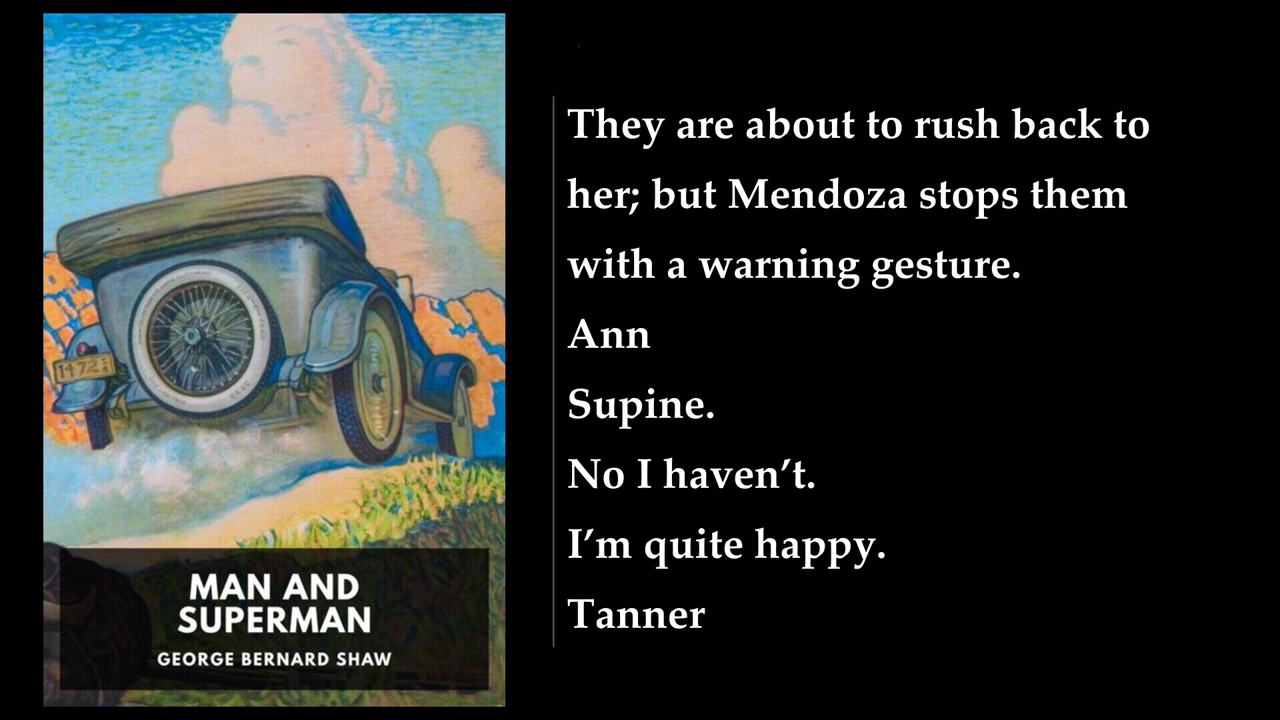 They are about to rush back to
her; but Mendoza stops them
with a warning gesture.
Ann
Supine.
No I haven’t.
I’m quite happy.
Tanner
1472
MAN AND
SUPERMAN
GEORGE BERNARD SHAW